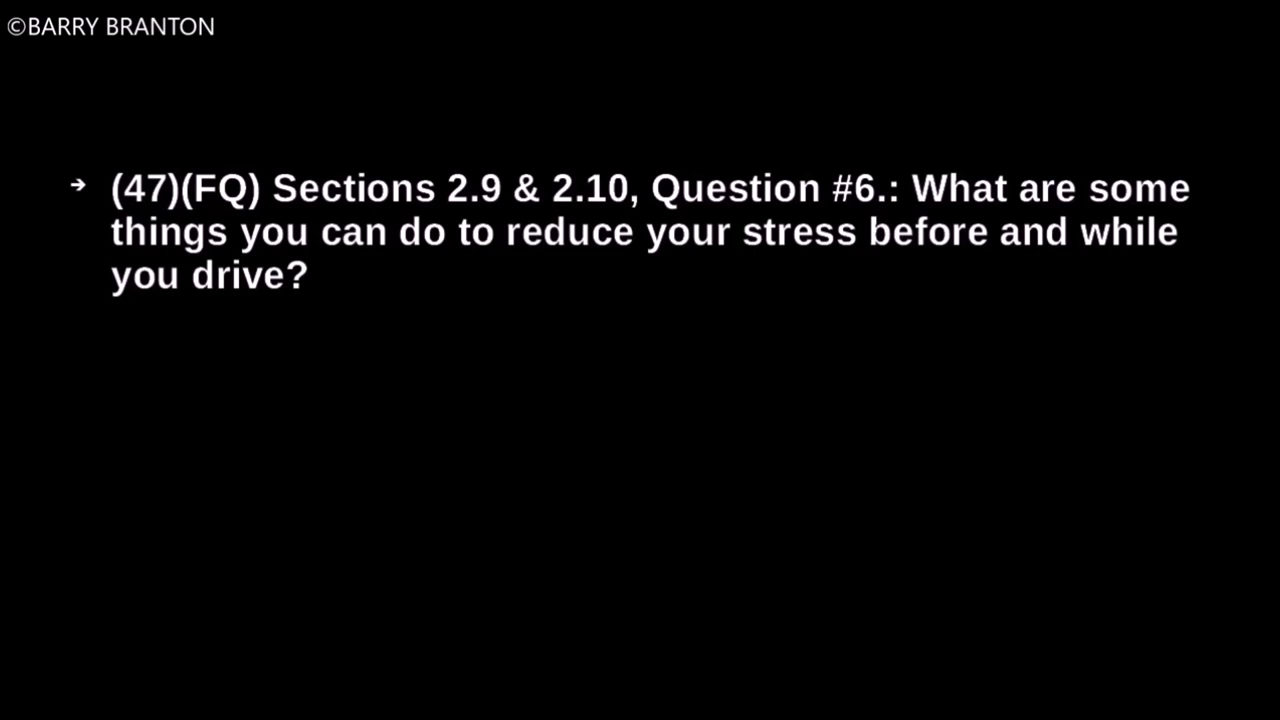 ©BARRY BRANTON
➔ (47)(FQ) Sections 2.9 & 2.10, Question #6.: What are some
things you can do to reduce your stress before and while
you drive?